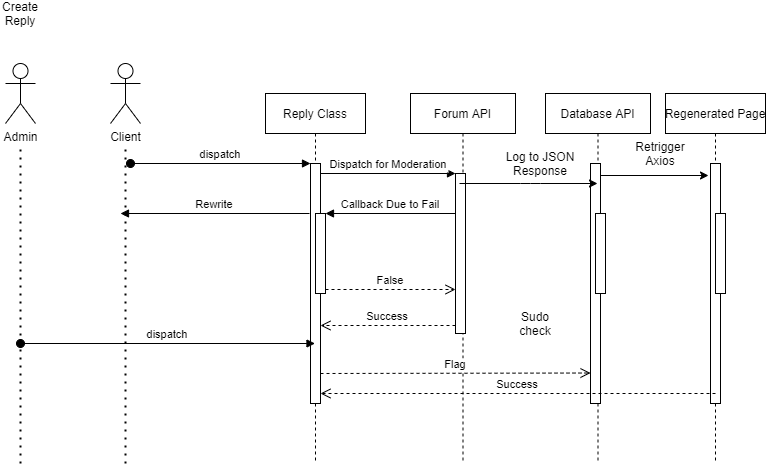 Create
Reply
Admin
Client
Reply Class
Forum API
Database API
Regenerated Page
dispatch
Dispatch for Moderation
Log to JSON
Response
Retrigger
Axios
Rewrite
Callback Due to Fail
False
Success
Sudo
check
dispatch
Flag
Success